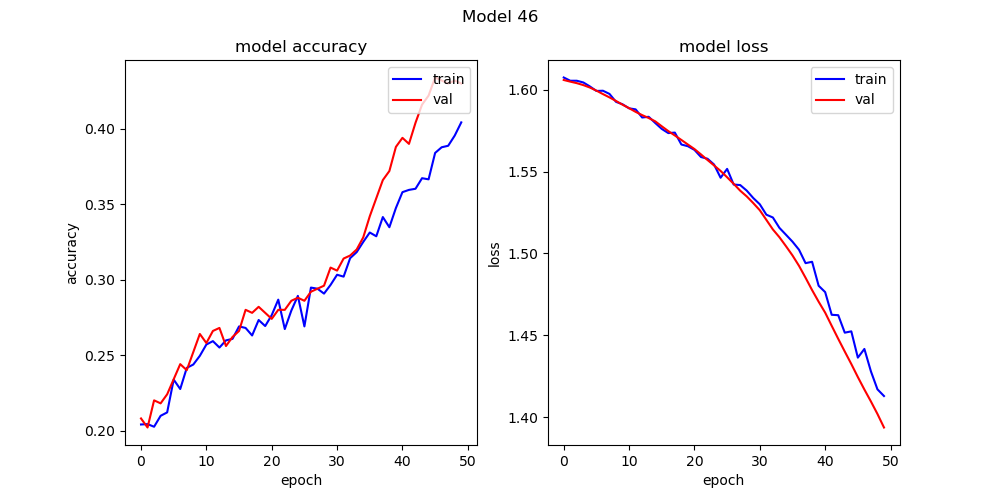 Model 46
model accuracy
model loss
train
val
train
val
0.40
0.35
0.30
0.25
0.20
1.60
1.55
1.50
1.45
1.40
accuracy
loss
0 10 20 30 40 50
0 10 20 30 40 50
epoch
epoch